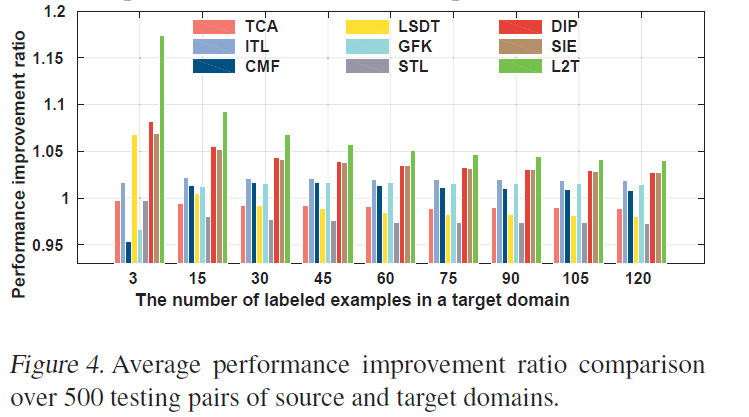 1.2
1.15
1.1
1.05
1
0.95
Performance improvement ratio
TCA
ITL
CMF
LSDT
GFK
STL
DIP
SIE
L2T
3 15 30 45 60 75 90 105 120
The number of labeled examples in a target domain
Figure 4. Average performance improvement ratio comparison
over 500 testing pairs of source and target domains.